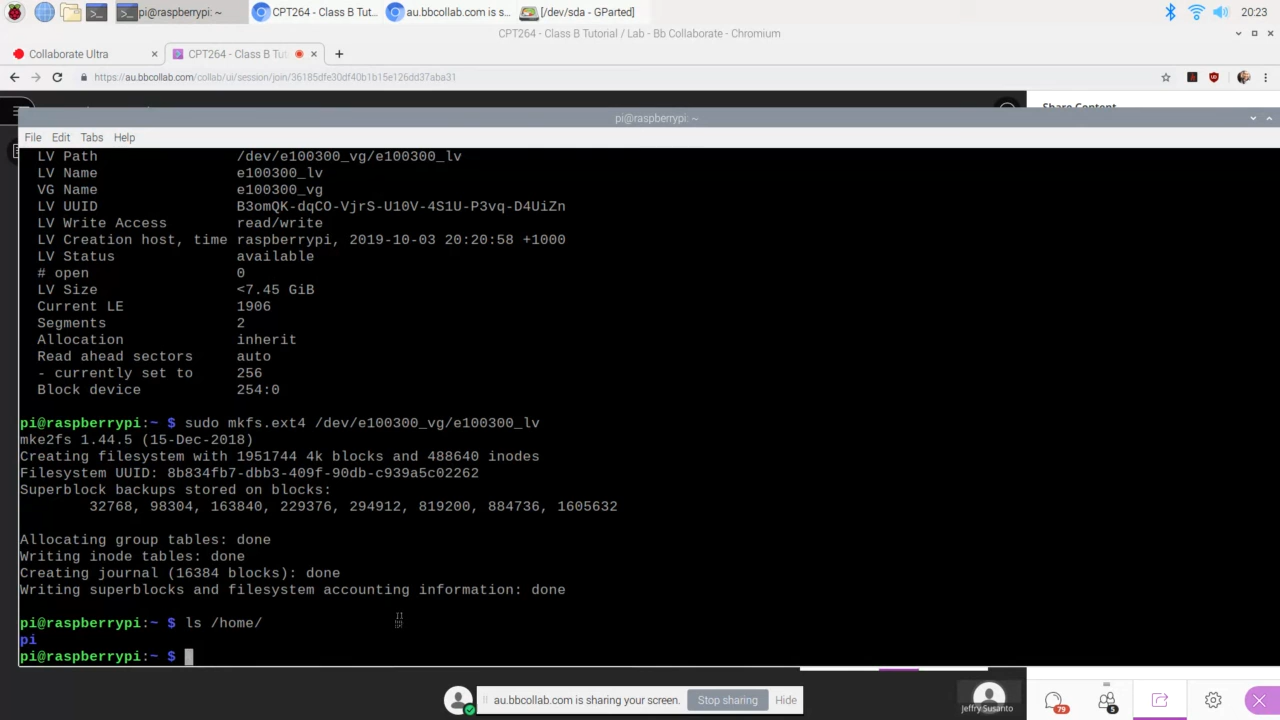 pi@raspberrypi: ~
CPT264 - Class B Tut...
au.bbcollab.com is s...
[/dev/sda - GParted]
20:23
CPT264 - Class B Tutorial / Lab - Bb Collaborate - Chromium
Collaborate Ultra
CPT264 - Class B Tut
https://au.bbcollab.com/collab/ui/session/join/36185dfe30df40b1b15e126dd37aba31
Share Content
pi@raspberrypi: ~
File Edit Tabs Help
LV Path /dev/e100300_vg/e100300_lv
LV Name e100300_lv
VG Name e100300_vg
LV UUID B3omQK-dqCO-VjrS-U10V-4S1U-P3vq-D4UiZn
LV Write Access read/write
LV Creation host, time raspberrypi, 2019-10-03 20:20:58 +1000
LV Status available
# open 0
LV Size <7.45 GiB
Current LE 1906
Segments 2
Allocation inherit
Read ahead sectors auto
- currently set to 256
Block device 254:0
pi@raspberrypi:~ $ sudo mkfs.ext4 /dev/e100300_vg/e100300_lv
mke2fs 1.44.5 (15-Dec-2018)
Creating filesystem with 1951744 4k blocks and 488640 inodes
Filesystem UUID: 8b834fb7-dbb3-409f-90db-c939a5c02262
Superblock backups stored on blocks:
32768, 98304, 163840, 229376, 294912, 819200, 884736, 1605632
Allocating group tables: done
Writing inode tables: done
Creating journal (16384 blocks): done
Writing superblocks and filesystem accounting information: done
pi@raspberrypi:~ $ ls /home/
pi
pi@raspberrypi:~ $
au.bbcollab.com is sharing your screen.
Stop sharing
Hide
Jeffry Susanto
79
5